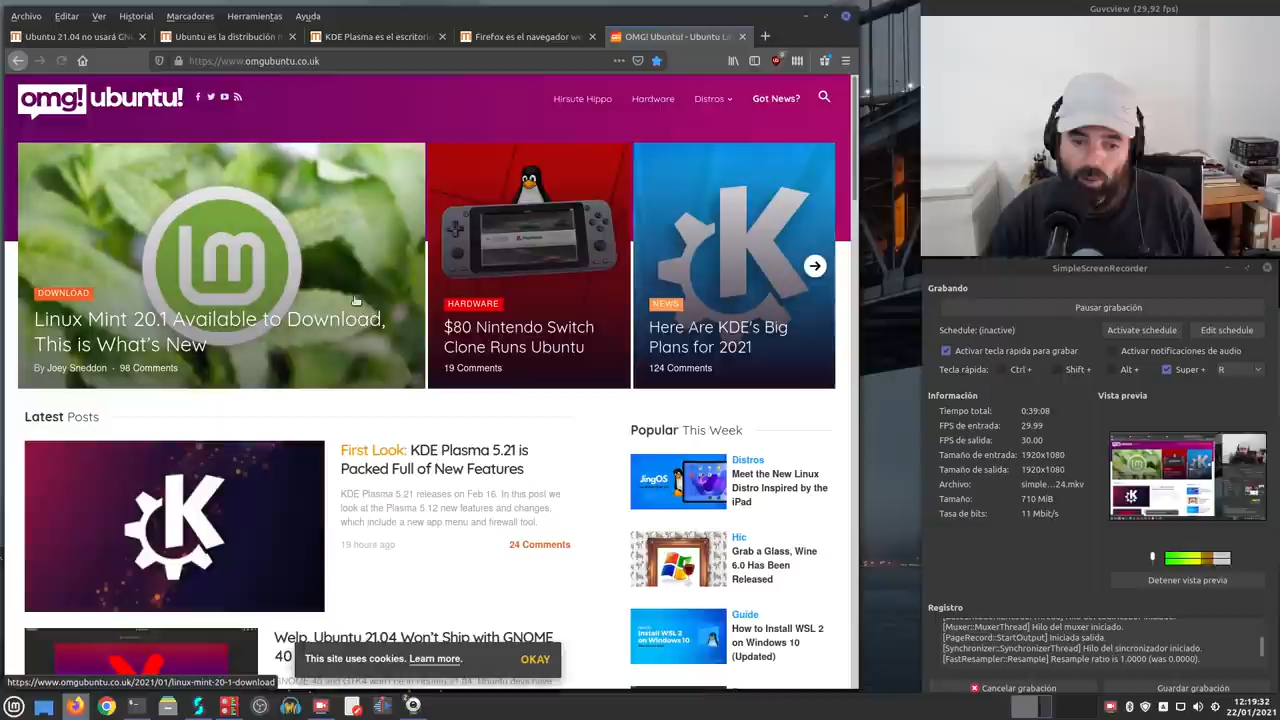 Archivo Editar Ver Historial Marcadores Herramientas Ayuda
Ubuntu 21.04 no usará GN
Ubuntu es la distribución
KDE Plasma es el escritorio
Firefox es el navegador we
OMG! Ubuntu! - Ubuntu Li
https://www.omgubuntu.co.uk
omg! ubuntu!
Hirsute Hippo Hardware Distros Got News?
DOWNLOAD
Linux Mint 20.1 Available to Download,
This is What's New
By Joey Sneddon · 98 Comments
HARDWARE
$80 Nintendo Switch
Clone Runs Ubuntu
19 Comments
NEWS
Here Are KDE's Big
Plans for 2021
124 Comments
Latest Posts
First Look: KDE Plasma 5.21 is
Packed Full of New Features
KDE Plasma 5.21 releases on Feb 16. In this post we
look at the Plasma 5.12 new features and changes,
which include a new app menu and firewall tool.
19 hours ago 24 Comments
Welp, Ubuntu 21.04 Won't Ship with GNOME
40
Popular This Week
JingOS
Distros
Meet the New Linux
Distro Inspired by the
iPad
Hic
Grab a Glass, Wine
6.0 Has Been
Released
Install WSL 2
on Windows 10
Guide
How to Install WSL 2
on Windows 10
(Updated)
This site uses cookies. Learn more. OKAY
https://www.omgubuntu.co.uk/2021/01/linux-mint-20-1-download
Guvcview (29,92 fps)
SimpleScreenRecorder
Grabando
Pausar grabación
Schedule: (inactive) Activate schedule Edit schedule
Activar tecla rápida para grabar Activar notificaciones de audio
Tecla rápida: Ctrl + Shift + Alt + Super + R
Información
Tiempo total: 0:39:08
FPS de entrada: 29.99
FPS de salida: 30.00
Tamaño de entrada: 1920x1080
Tamaño de salida: 1920x1080
Archivo: simple...24.mkv
Tamaño: 710 MiB
Tasa de bits: 11 Mbit/s
Vista previa
Detener vista previa
Registro
[Muxer::MuxerThread] Hilo del muxer iniciado.
[PageRecord::StartOutput] Iniciada salida.
[Synchronizer::SynchronizerThread] Hilo del sincronizador iniciado.
[FastResampler::Resample] Resample ratio is 1.0000 (was 0.0000).
Cancelar grabación Guardar grabación
12:19:32
22/01/2021